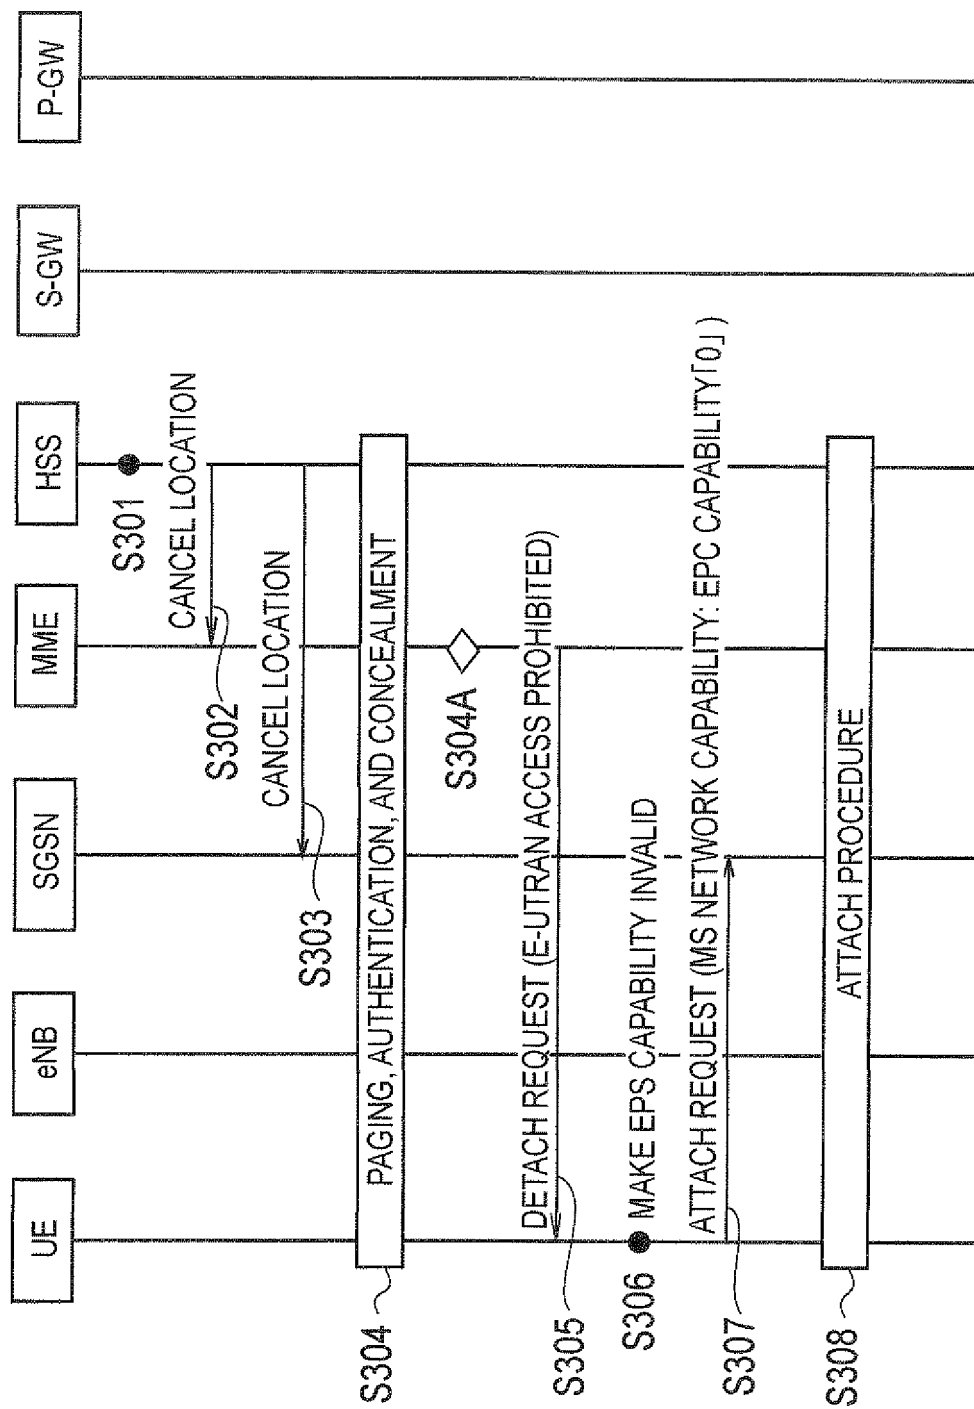 UE
eNB
SGSN
MME
HSS
S-GW
P-GW
S301
CANCEL LOCATION
S302
CANCEL LOCATION
S303
S304
PAGING, AUTHENTICATION, AND CONCEALMENT
S304A
DETACH REQUEST (E-UTRAN ACCESS PROHIBITED)
S305
S306
MAKE EPS CAPABILITY INVALID
ATTACH REQUEST (MS NETWORK CAPABILITY: EPC CAPABILITY「0」)
S307
S308
ATTACH PROCEDURE